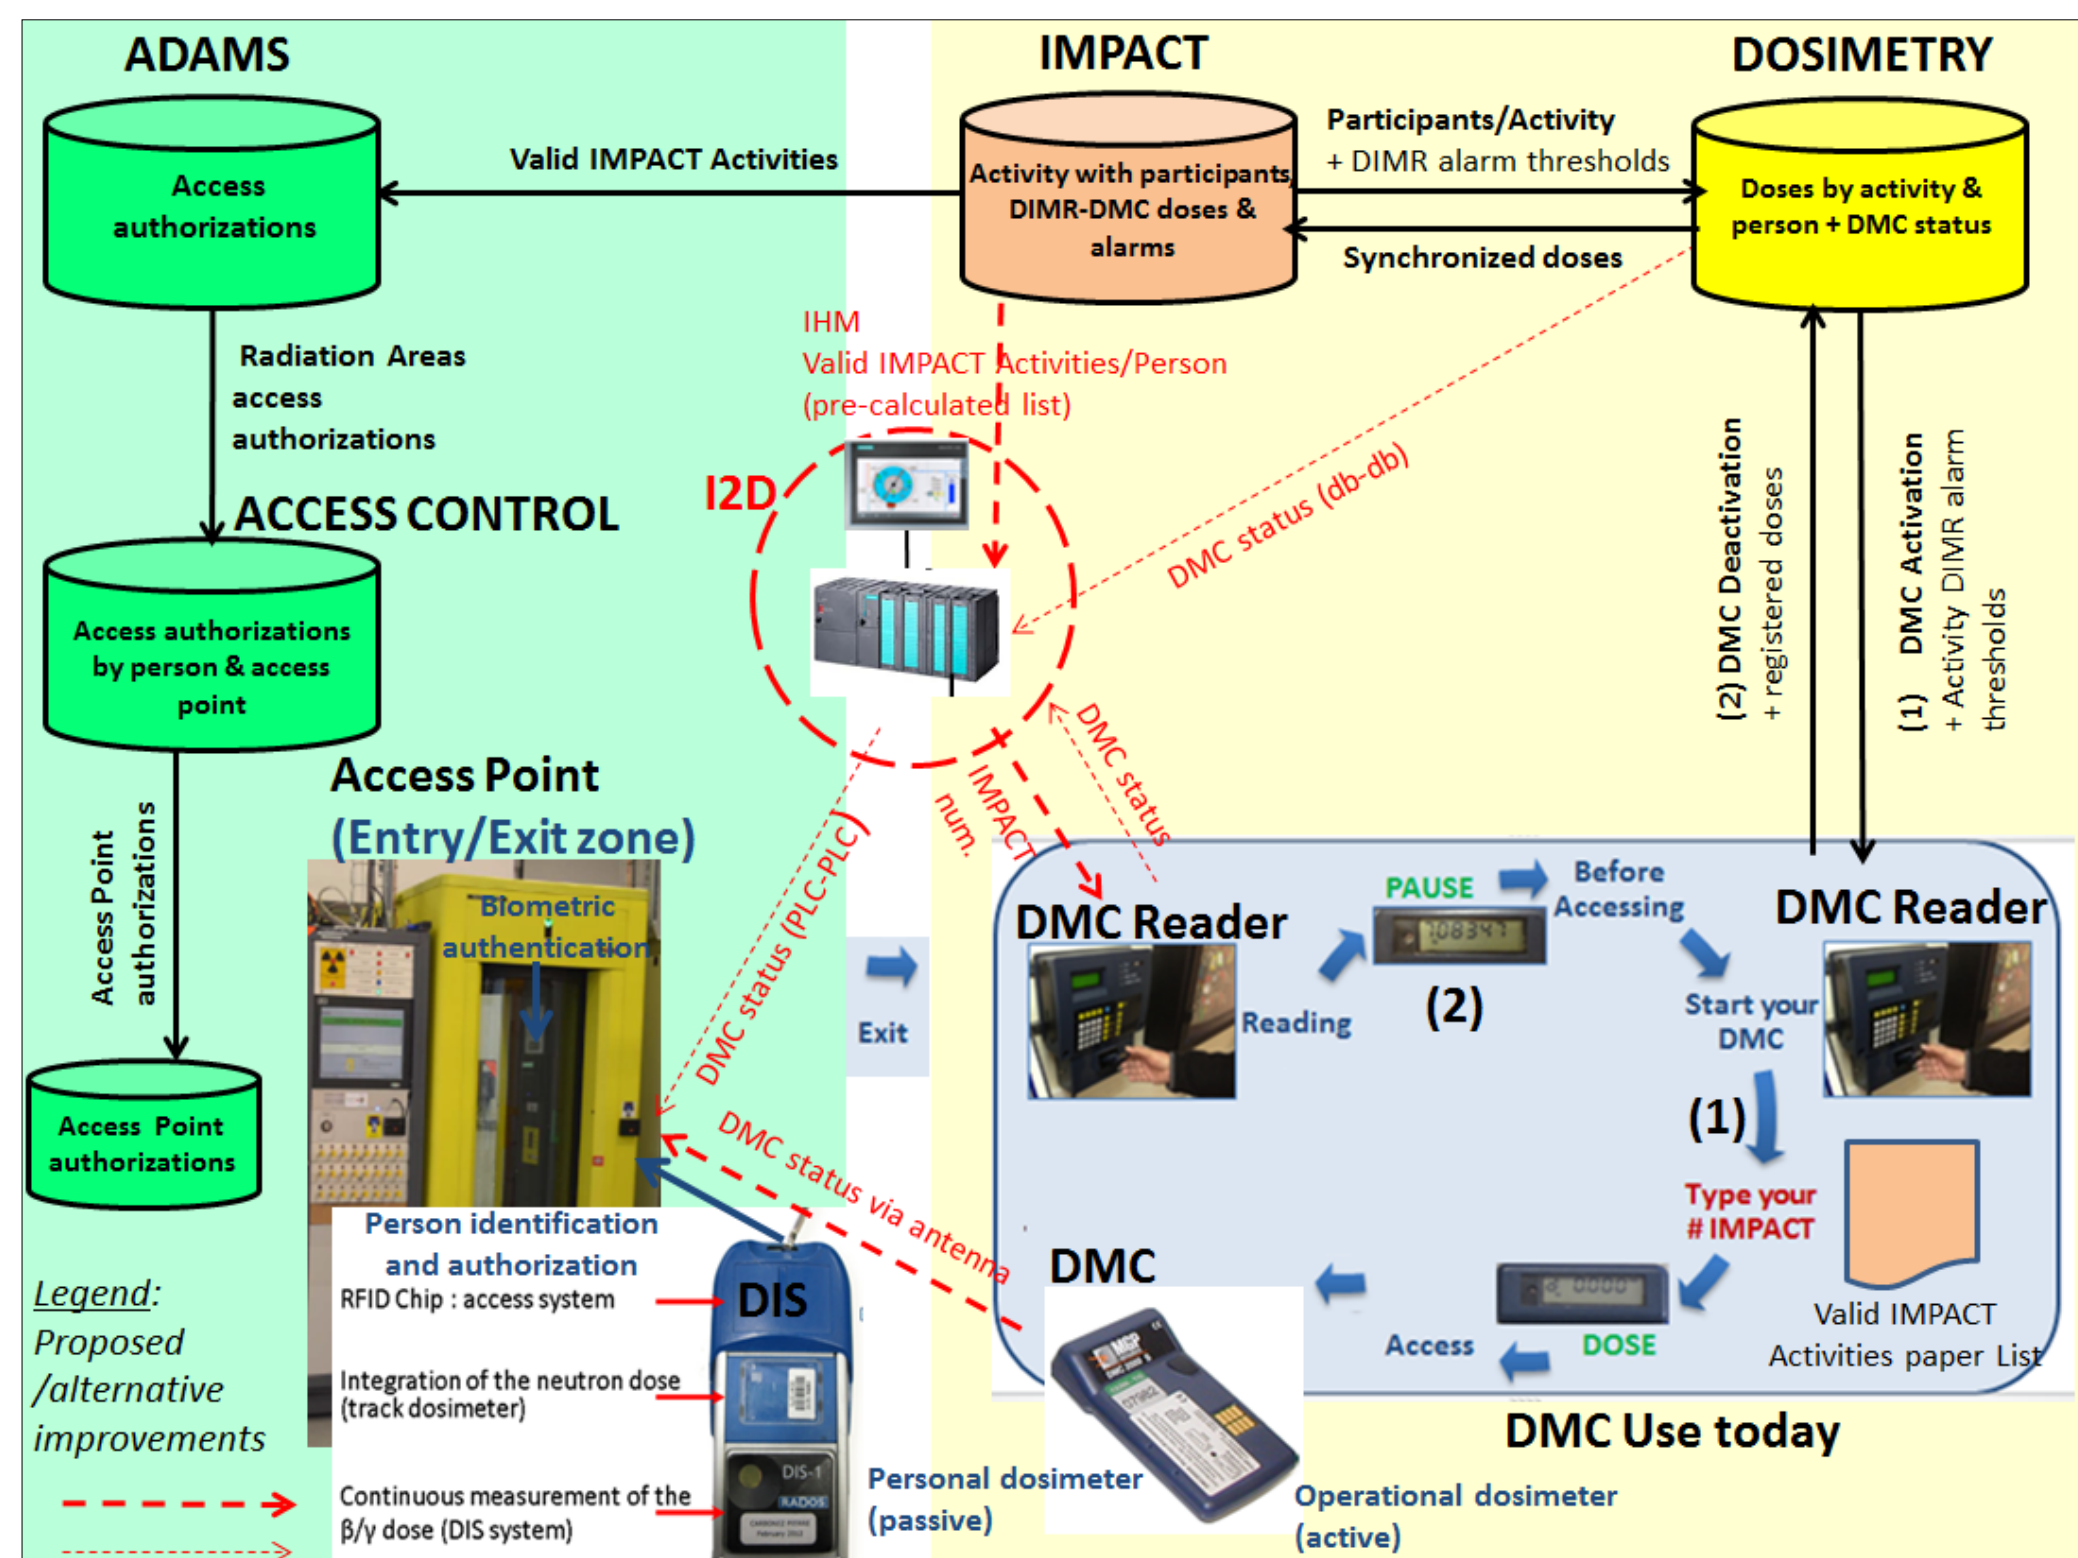 ADAMS
IMPACT
DOSIMETRY
Access
authorizations
Valid IMPACT Activities
Activity with participants,
DIMR-DMC doses &
alarms
Participants/Activity
+ DIMR alarm thresholds
Synchronized doses
Doses by activity &
person + DMC status
Radiation Areas
access
authorizations
IHM
Valid IMPACT Activities/Person
(pre-calculated list)
I2D
DMC status (db-db)
(2) DMC Deactivation
+ registered doses
(1) DMC Activation
+ Activity DIMR alarm
thresholds
ACCESS CONTROL
Access authorizations
by person & access
point
Access Point
authorizations
Access Point
(Entry/Exit zone)
Biometric
authentication
DMC status (PLC-PLC)
IMPACT
num.
DMC status
Exit
DMC Reader
Reading
PAUSE
708347
(2)
Before
Accessing
DMC Reader
Start your
DMC
(1)
Type your
# IMPACT
DOSE
Access
Valid IMPACT
Activities paper List
DMC Use today
Access Point
authorizations
Person identification
and authorization
RFID Chip : access system
Integration of the neutron dose
(track dosimeter)
Continuous measurement of the
β/γ dose (DIS system)
DIS
DIS-1
RADOS
DMC status via antenna
DMC
MGP
07982
Personal dosimeter
(passive)
Operational dosimeter
(active)
Legend:
Proposed
/alternative
improvements